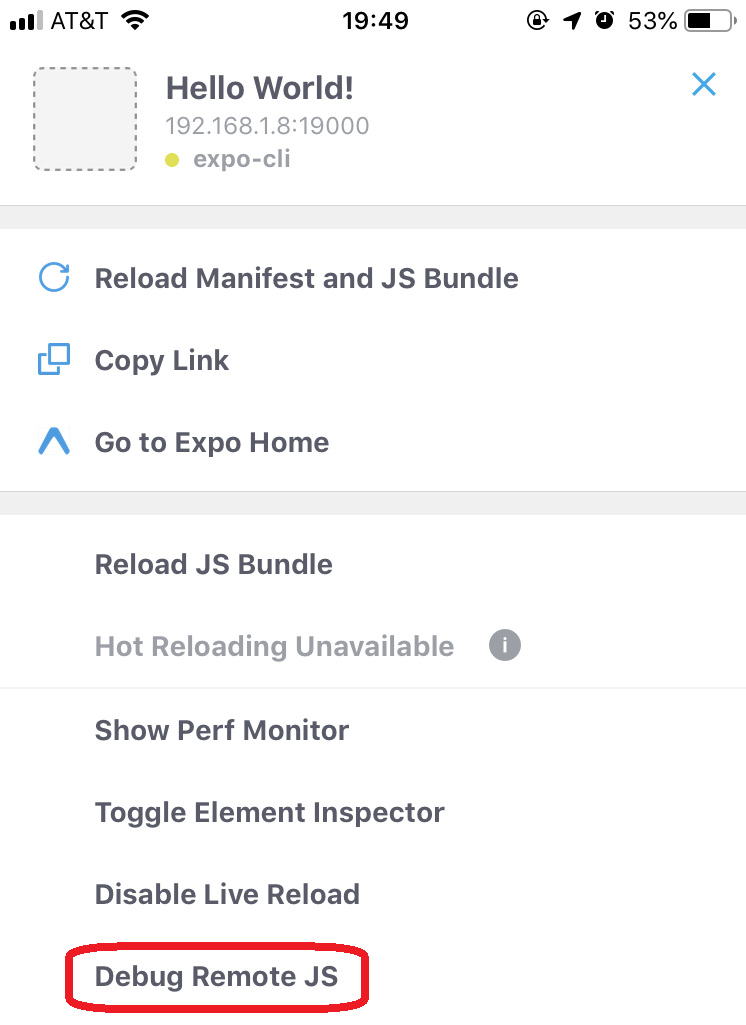 AT&T 19:49 53%
Hello World!
192.168.1.8:19000
expo-cli
Reload Manifest and JS Bundle
Copy Link
Go to Expo Home
Reload JS Bundle
Hot Reloading Unavailable i
Show Perf Monitor
Toggle Element Inspector
Disable Live Reload
Debug Remote JS